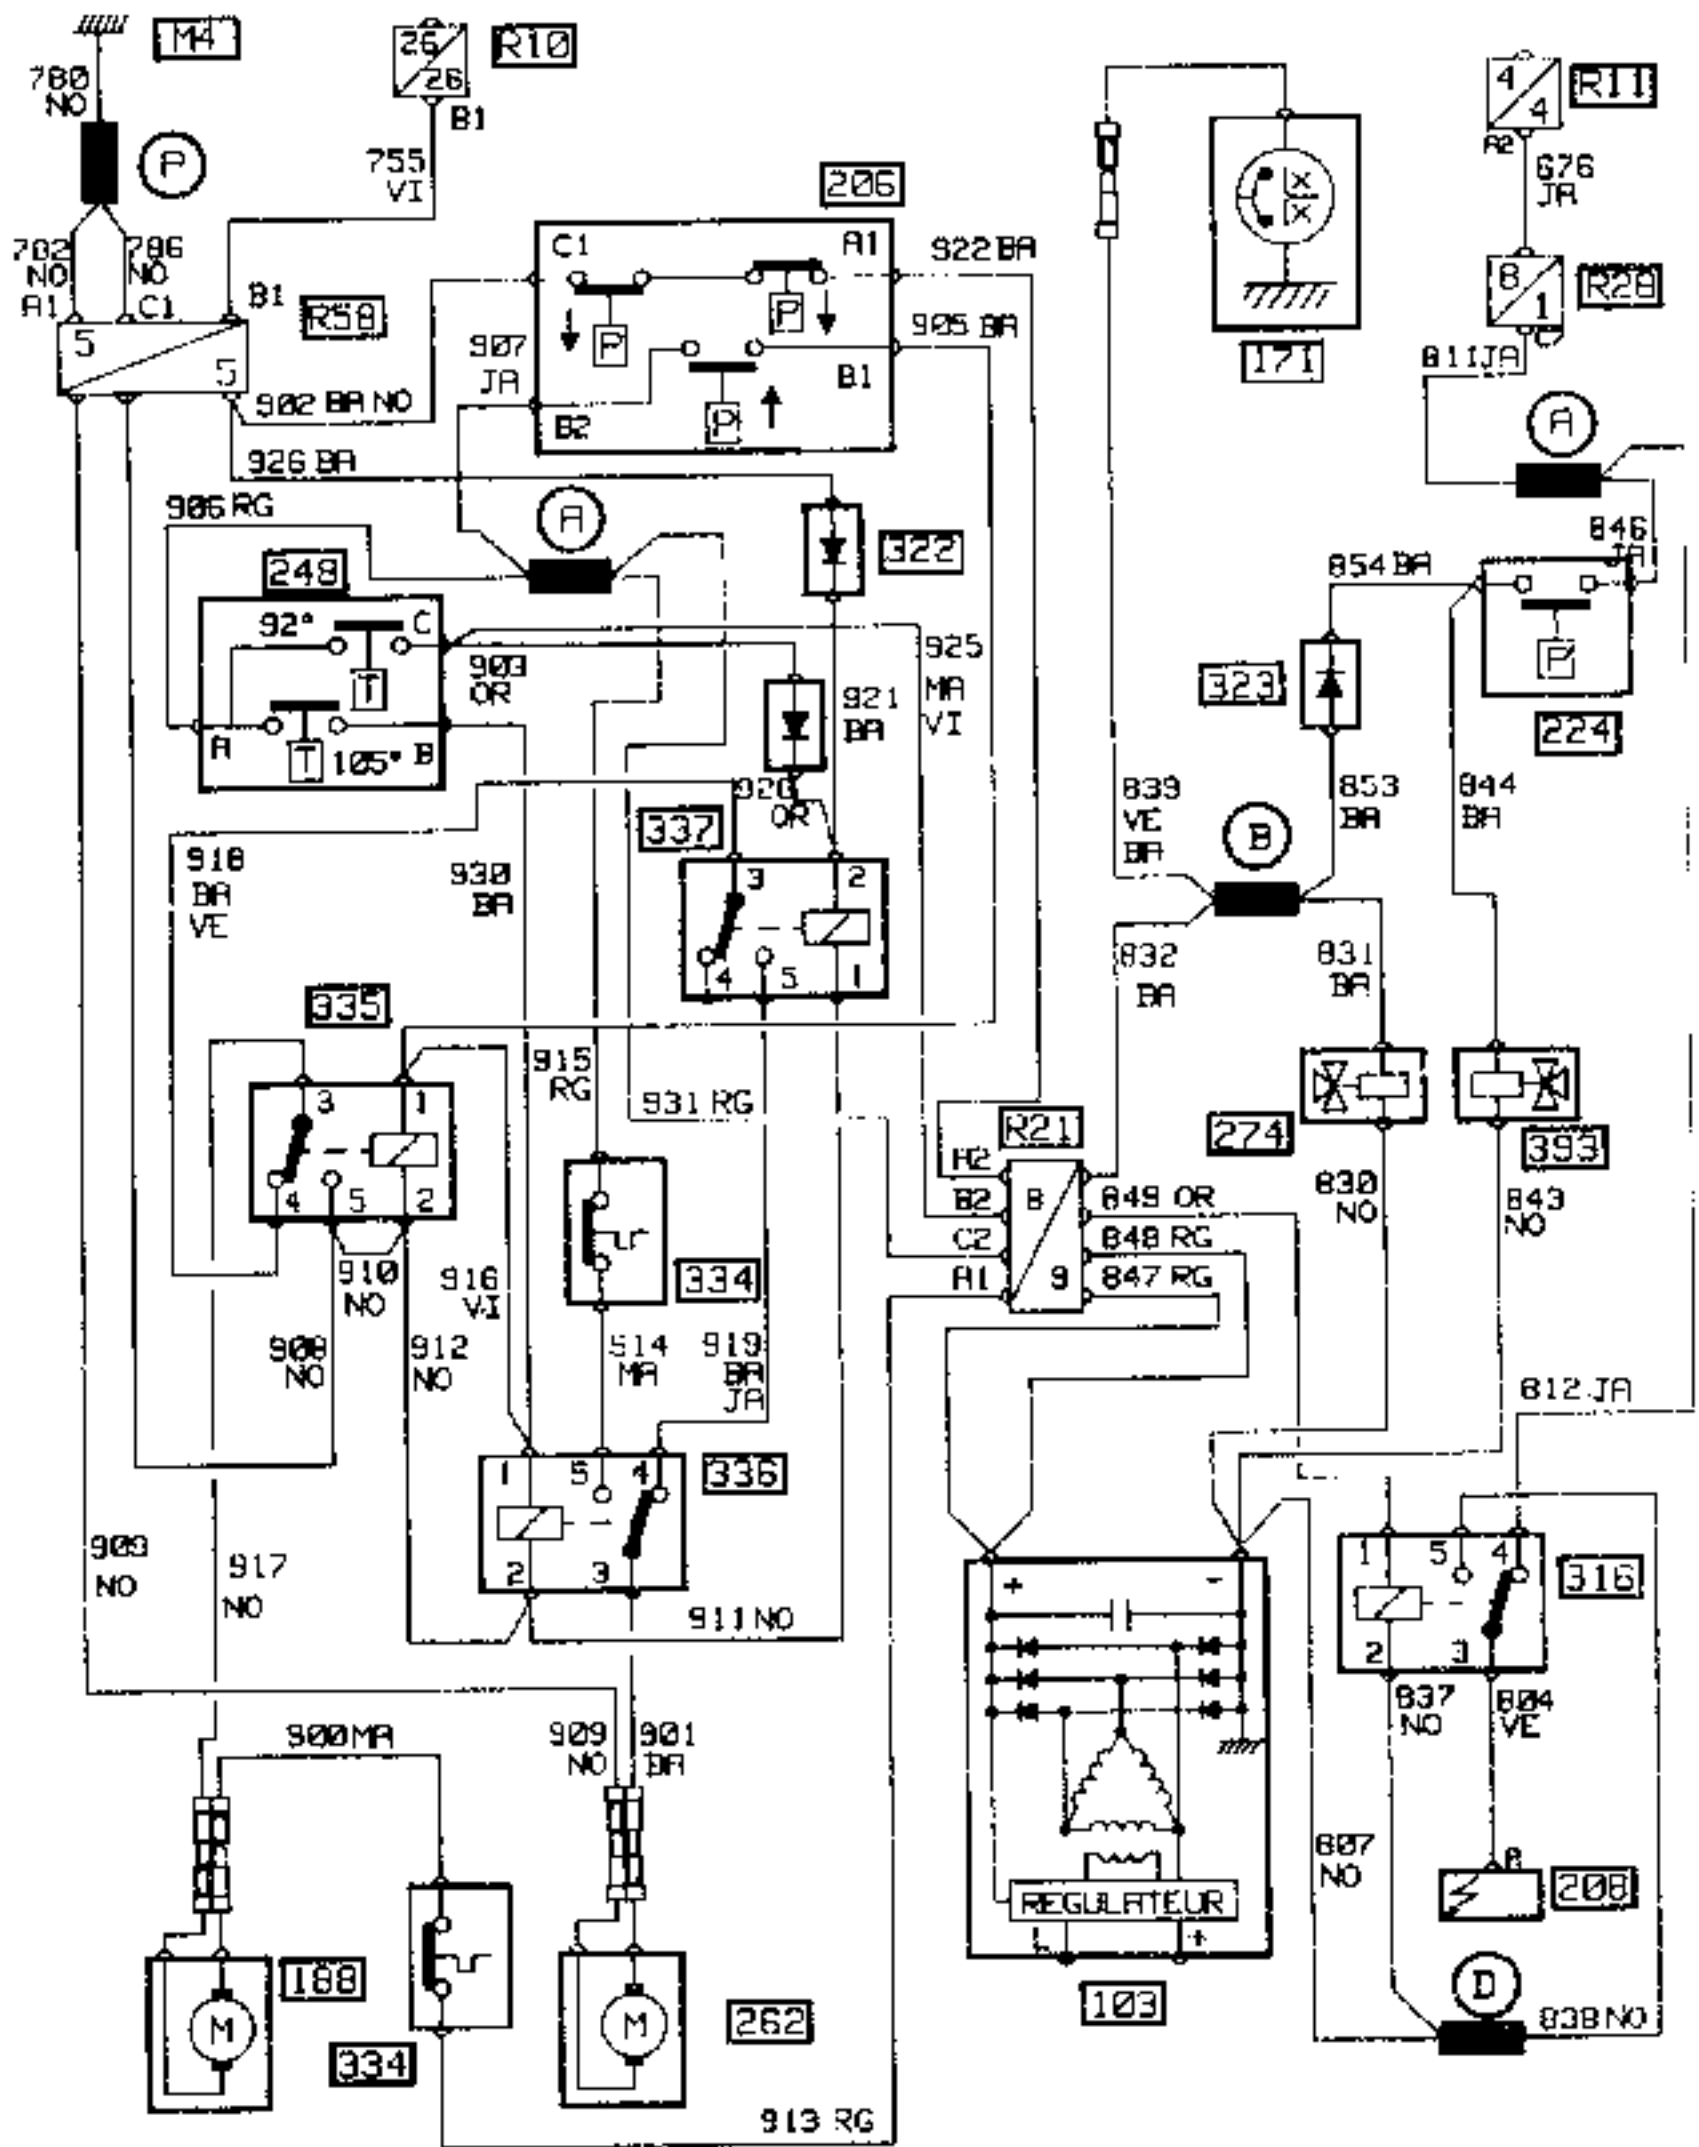 M4
26
26
R10
780
NO
B1
P
755
VI
206
4
4
R11
A2
676
JA
782
NO
786
NO
A1
C1
B1
R58
5
5
C1
A1
922 BA
P
P
905 BA
B1
907
JA
B2
P
902 BA NO
X
X
171
8
1
R28
811 JA
A
926 BA
906 RG
A
322
846
JA
854 BA
248
92°
C
T
903
OR
925
MA
VI
921
BA
A
T
105°
B
323
P
224
920
OR
337
839
VE
BA
853
BA
844
BA
B
918
BA
VE
930
BA
3
2
4
5
1
832
BA
831
BA
335
3
1
4
5
2
915
RG
931 RG
R21
A2
B2
C2
A1
8
9
849 OR
848 RG
847 RG
274
393
830
NO
843
NO
910
NO
916
VI
334
908
NO
912
NO
514
MA
919
BA
JA
812 JA
1
5
4
336
2
3
911 NO
909
NO
917
NO
+
-
1
5
4
316
2
3
837
NO
804
VE
900 MA
909
NO
901
BA
807
NO
REGULATEUR
+
208
188
M
334
M
262
103
D
838 NO
913 RG